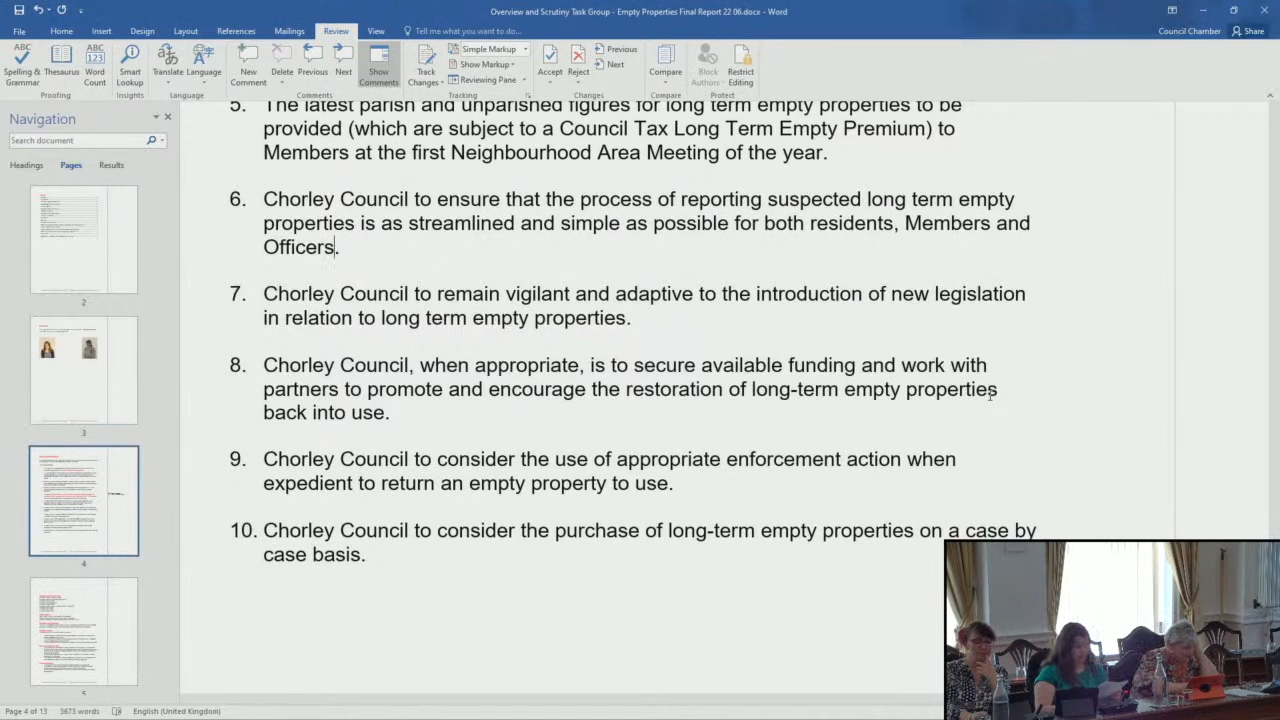 Overview and Scrutiny Task Group - Empty Properties Final Report 22 06.docx - Word
File Home Insert Design Layout References Mailings Review View Tell me what you want to do... Council Chamber Share
ABC ABC 123
Spelling & Grammar Thesaurus Word Count Smart Lookup Translate Language New Comment Delete Previous Next Show Comments Track Changes Simple Markup Show Markup Reviewing Pane Accept Reject Previous Next Compare Block Authors Restrict Editing
Proofing Insights Language Comments Tracking Changes Compare Protect
Navigation
Search document
Headings Pages Results
2
3
4
5
5. The latest parish and unparished figures for long term empty properties to be
provided (which are subject to a Council Tax Long Term Empty Premium) to
Members at the first Neighbourhood Area Meeting of the year.
6. Chorley Council to ensure that the process of reporting suspected long term empty
properties is as streamlined and simple as possible for both residents, Members and
Officers.
7. Chorley Council to remain vigilant and adaptive to the introduction of new legislation
in relation to long term empty properties.
8. Chorley Council, when appropriate, is to secure available funding and work with
partners to promote and encourage the restoration of long-term empty properties
back into use.
9. Chorley Council to consider the use of appropriate enforcement action when
expedient to return an empty property to use.
10. Chorley Council to consider the purchase of long-term empty properties on a case by
case basis.
Page 4 of 13 3673 words English (United Kingdom)